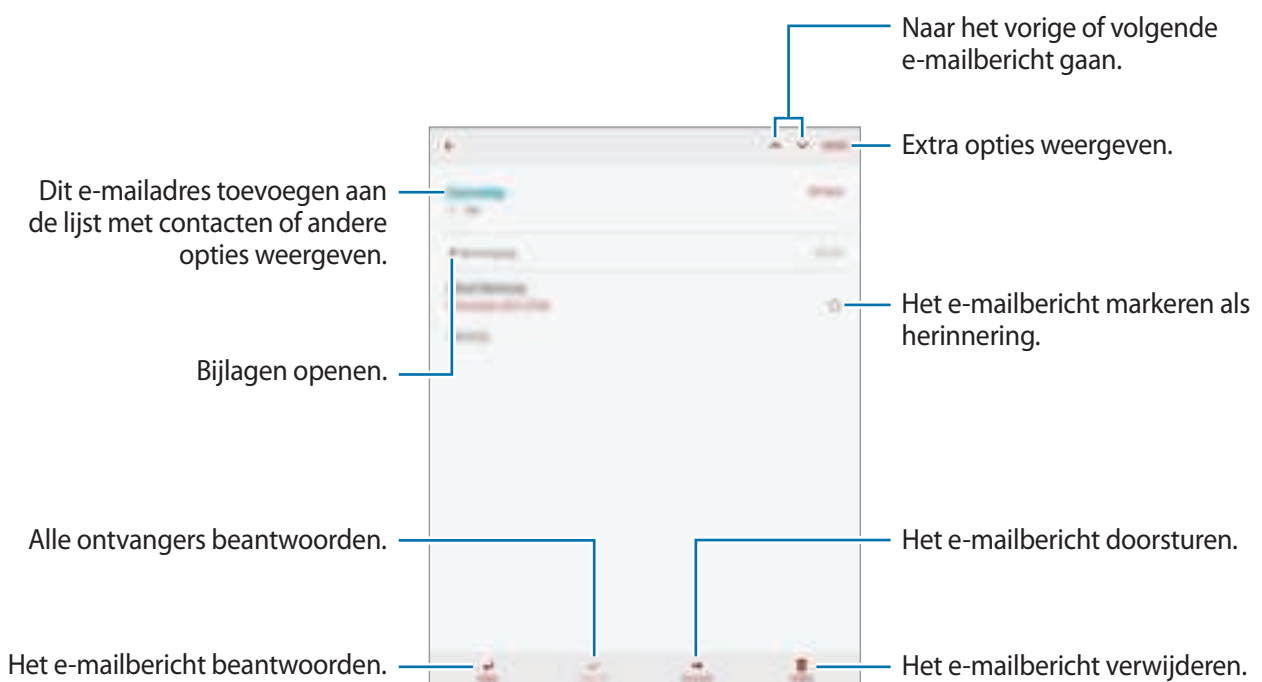 Naar het vorige of volgende
e-mailbericht gaan.
Extra opties weergeven.
Dit e-mailadres toevoegen aan
de lijst met contacten of andere
opties weergeven.
Het e-mailbericht markeren als
herinnering.
Bijlagen openen.
Alle ontvangers beantwoorden.
Het e-mailbericht doorsturen.
Het e-mailbericht beantwoorden.
Het e-mailbericht verwijderen.